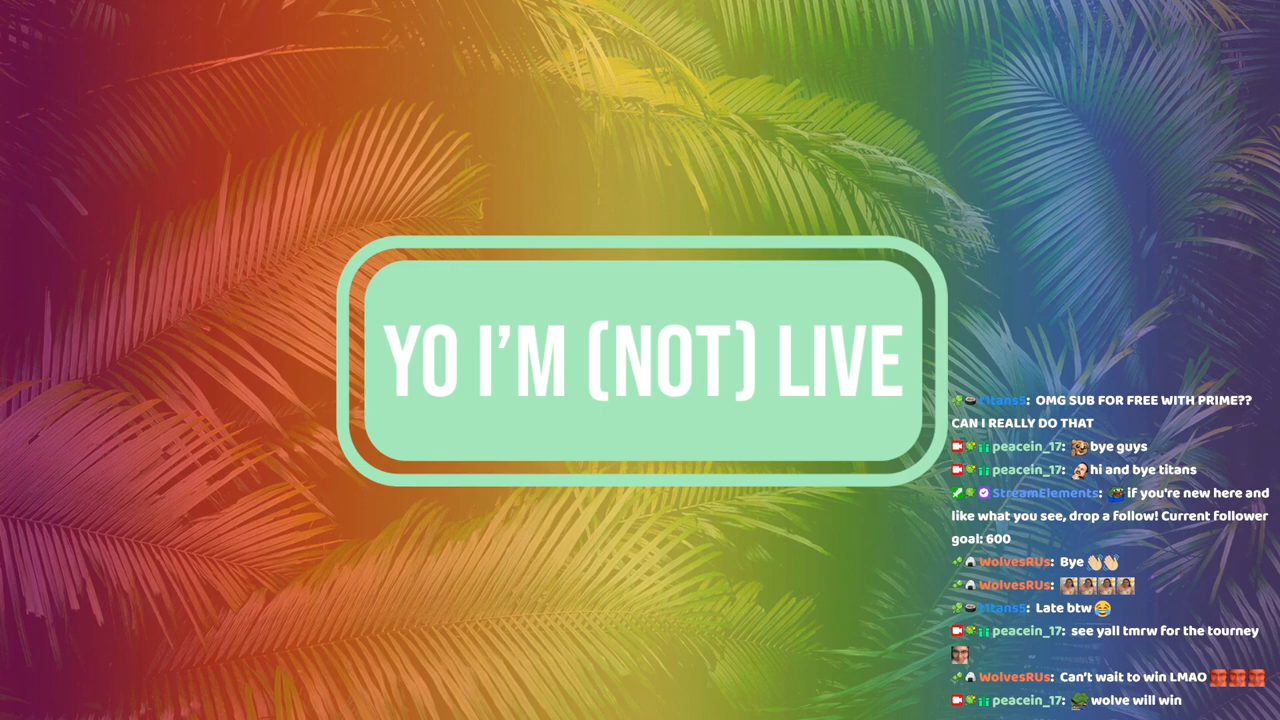 YO I'M (NOT) LIVE
t1tans5: OMG SUB FOR FREE WITH PRIME??
CAN I REALLY DO THAT
peacein_17: bye guys
peacein_17: hi and bye titans
StreamElements: if you're new here and
like what you see, drop a follow! Current follower
goal: 600
WolvesRUs: Bye 👋🏻👋🏻
WolvesRUs:
t1tans5: Late btw 😂
peacein_17: see yall tmrw for the tourney
WolvesRUs: Can't wait to win LMAO
peacein_17: wolve will win